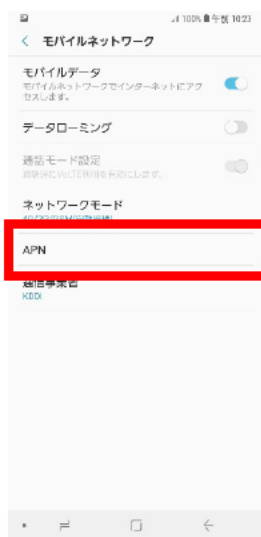 100% 午前 10:23
モバイルネットワーク
モバイルデータ
モバイルネットワークでインターネットにアク
セスします。
データローミング
通話モード設定
ネットワークモード
APN
通信事業者
KDDI